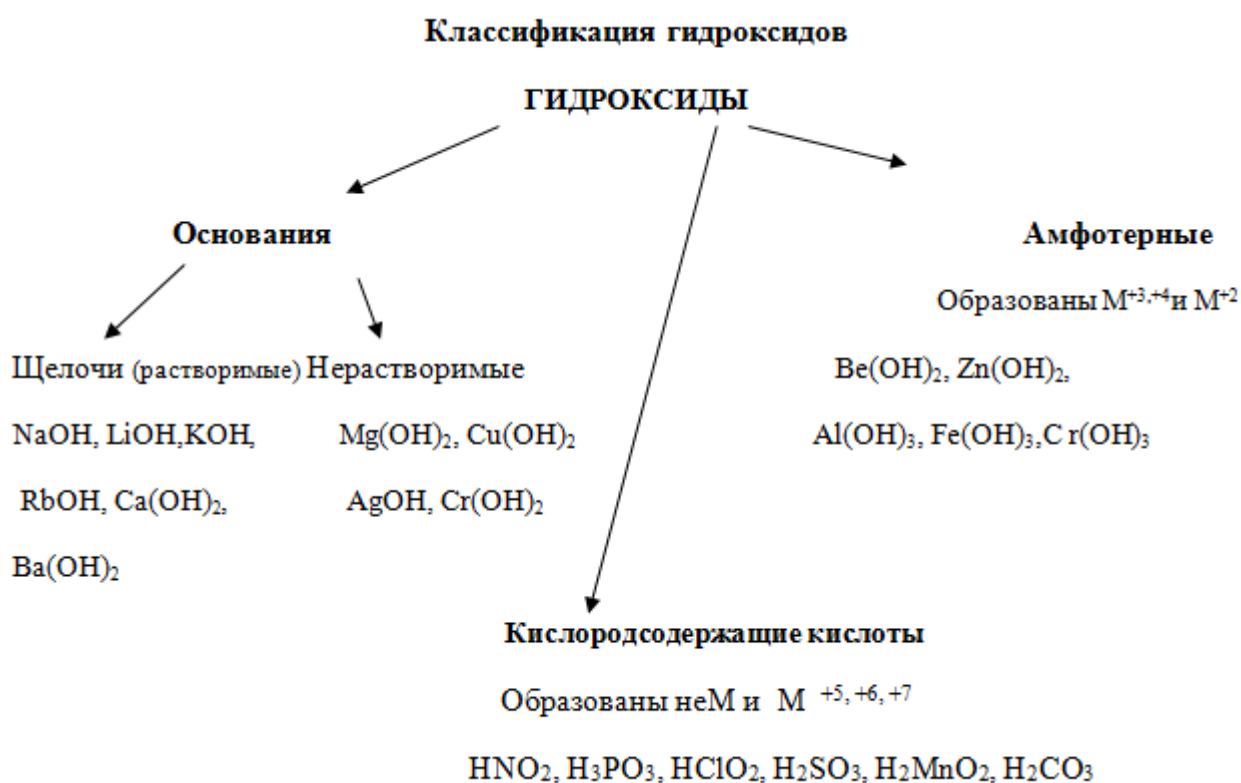 Классификация гидроксидов
ГИДРОКСИДЫ
Основания
Щелочи (растворимые)
NaOH, LiOH,KOH,
RbOH, Ca(OH)₂,
Ba(OH)₂
Нерастворимые
Mg(OH)₂, Cu(OH)₂
AgOH, Cr(OH)₂
Амфотерные
Образованы М⁺³,⁺⁴и М⁺²
Be(OH)₂, Zn(OH)₂,
Al(OH)₃, Fe(OH)₃,C r(OH)₃
Кислородсодержащие кислоты
Образованы неМ и М ⁺⁵, ⁺⁶, ⁺⁷
HNO₂, H₃PO₃, HClO₂, H₂SO₃, H₂MnO₂, H₂CO₃